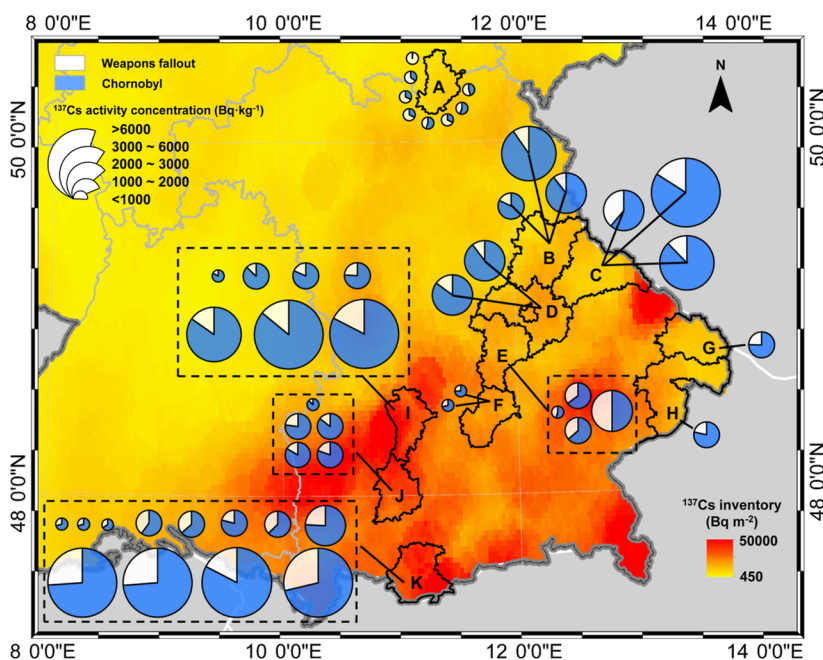 8 0'0"E 10 0'0"E 12 0'0"E 14 0'0"E
Weapons fallout
Chornobyl
¹³⁷Cs activity concentration (Bq·kg⁻¹)
>6000
3000 ~ 6000
2000 ~ 3000
1000 ~ 2000
<1000
N
50 0'0"N
50 0'0"N
A
B
C
D
E
F
G
H
I
J
K
48 0'0"N
48 0'0"N
¹³⁷Cs inventory
(Bq m⁻²)
50000
450
8 0'0"E 10 0'0"E 12 0'0"E 14 0'0"E